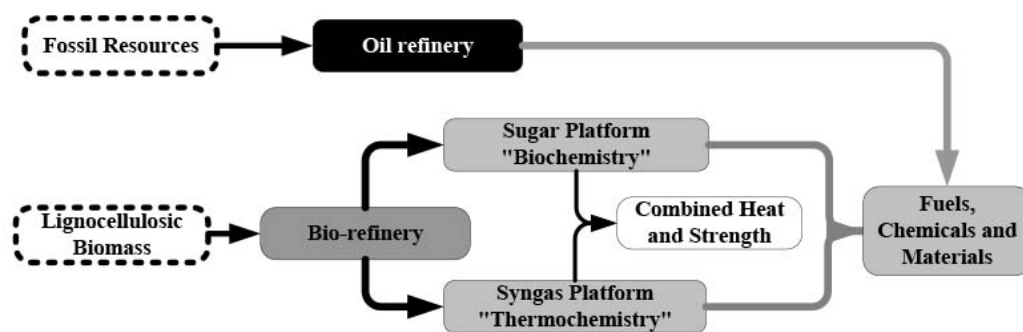 Fossil Resources
Oil refinery
Sugar Platform
"Biochemistry"
Lignocellulosic
Biomass
Bio-refinery
Combined Heat
and Strength
Fuels,
Chemicals and
Materials
Syngas Platform
"Thermochemistry"